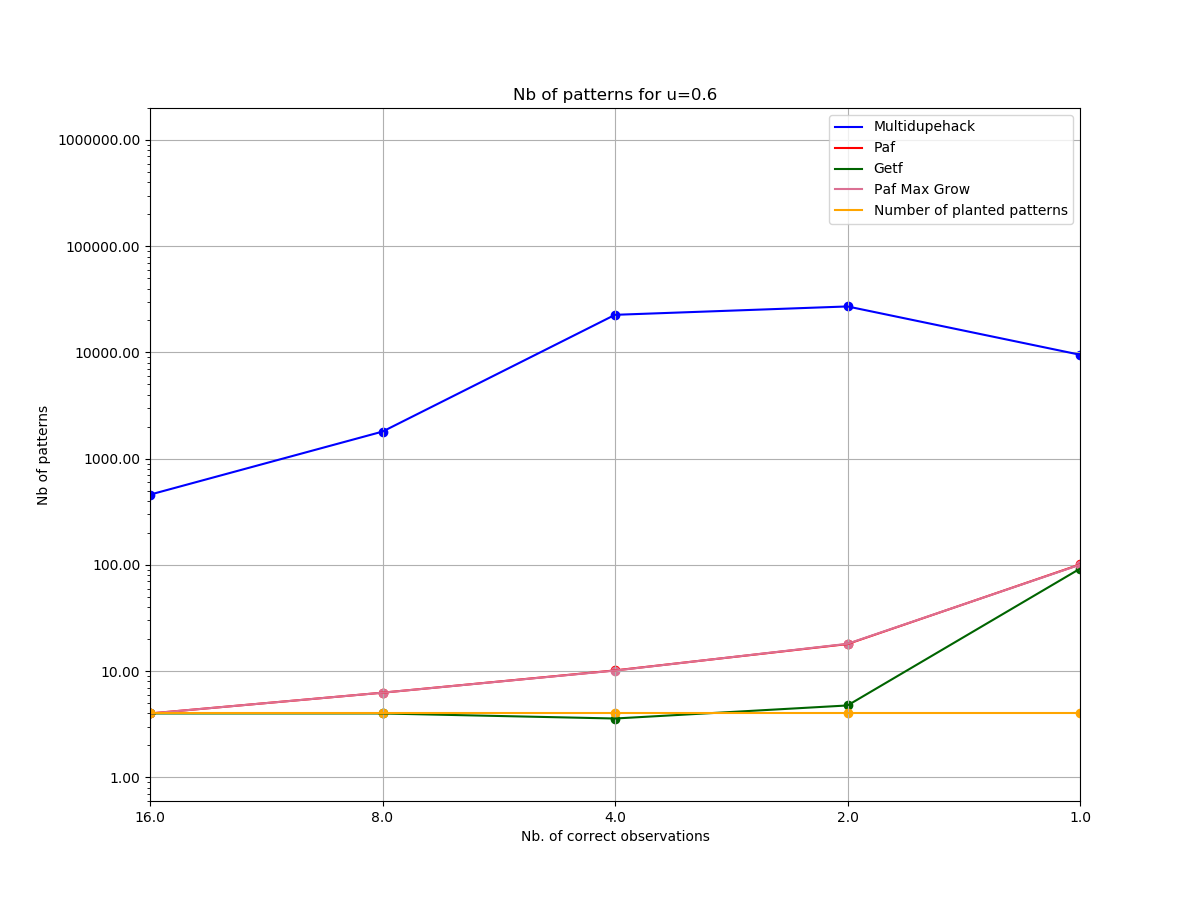 Nb of patterns for u=0.6
Multidupehack
Paf
Getf
Paf Max Grow
Number of planted patterns
1000000.00
100000.00
10000.00
1000.00
100.00
10.00
1.00
Nb of patterns
16.0 8.0 4.0 2.0 1.0
Nb. of correct observations